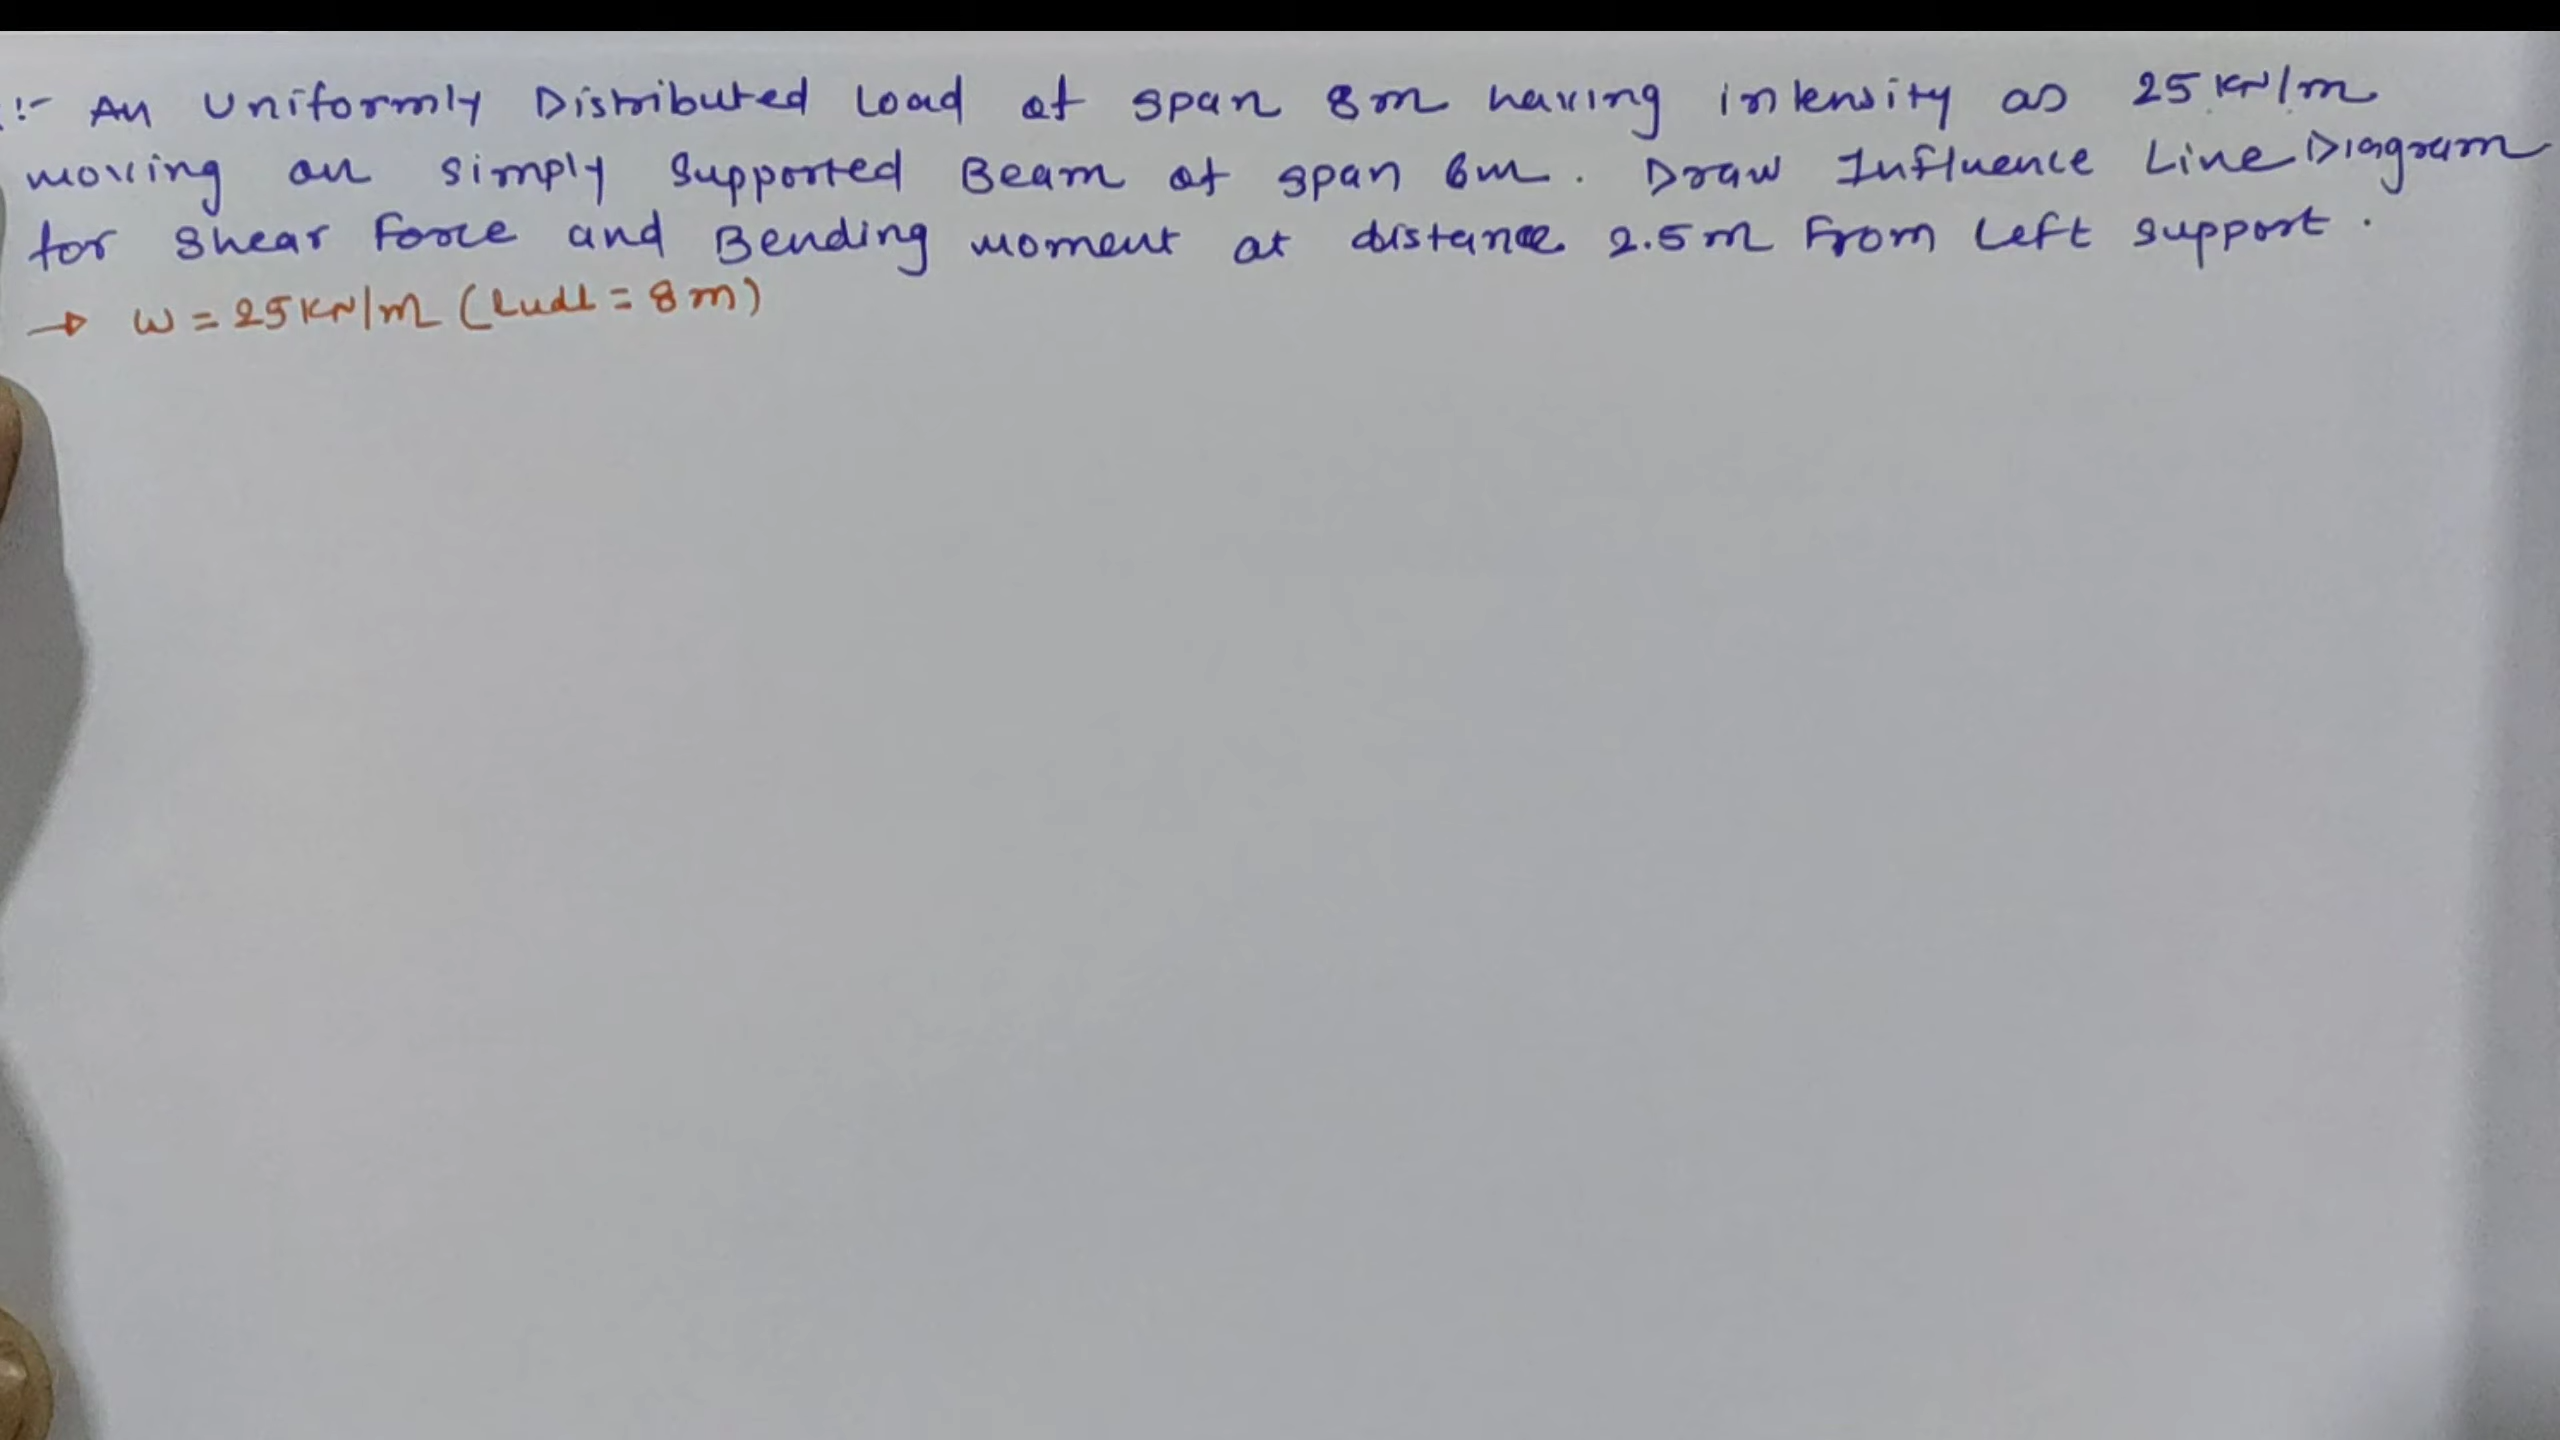 :- An Uniformly Distributed Load of span 8m having intensity as 25 kN/m
moving on simply supported Beam of span 6m. Draw Influence Line Diagram
for shear Force and Bending moment at distance 2.5m From Left support.
→ w = 25 kN/m (Ludl = 8m)